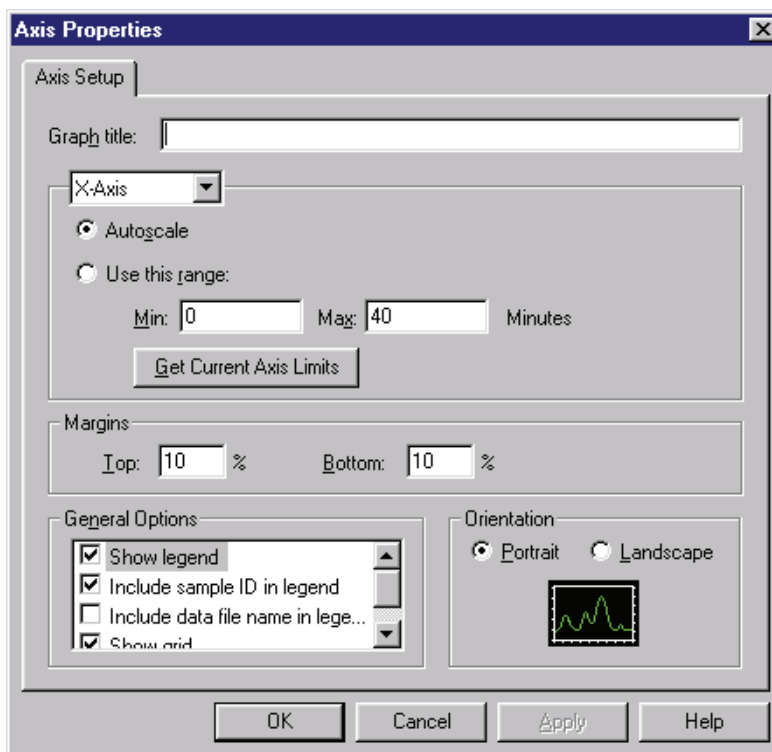 Axis Properties
Axis Setup
Graph title:
X-Axis
Autoscale
Use this range:
Min: 0 Max: 40 Minutes
Get Current Axis Limits
Margins
Top: 10 % Bottom: 10 %
General Options
Show legend
Include sample ID in legend
Include data file name in lege...
Show grid
Orientation
Portrait Landscape
OK Cancel Apply Help